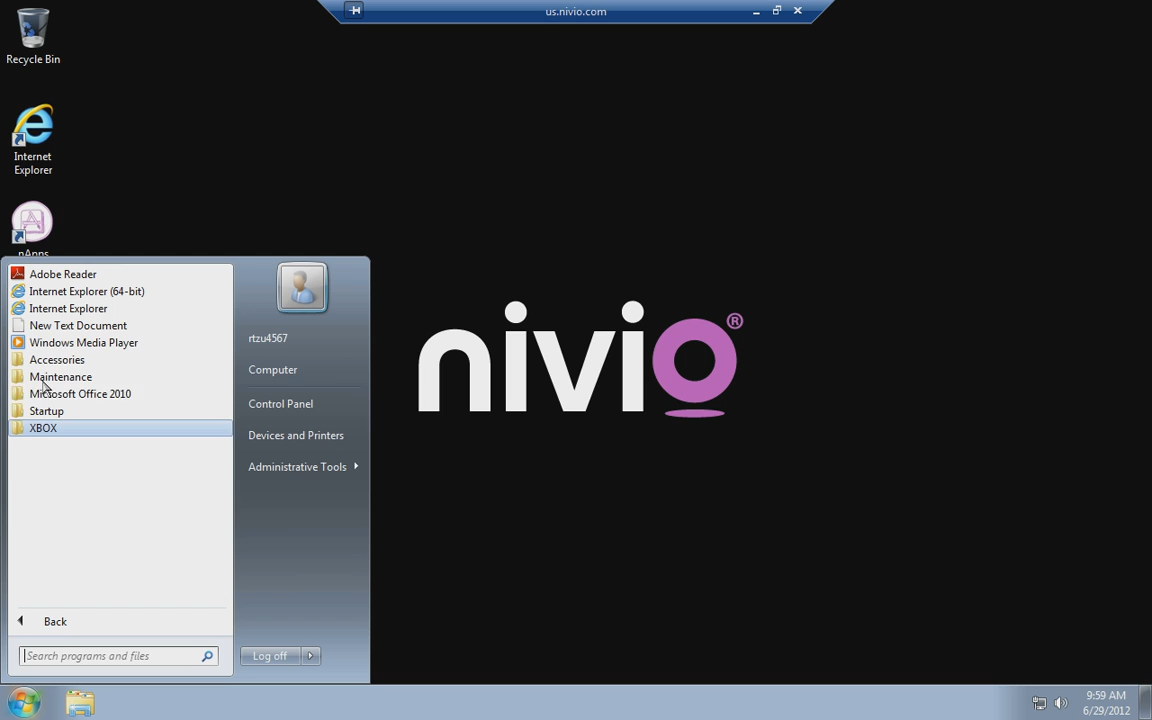 us.nivio.com
Recycle Bin
Internet
Explorer
nApps
nivio®
Adobe Reader
Internet Explorer (64-bit)
Internet Explorer
New Text Document
Windows Media Player
Accessories
Maintenance
Microsoft Office 2010
Startup
XBOX
Back
Search programs and files
rtzu4567
Computer
Control Panel
Devices and Printers
Administrative Tools
Log off
9:59 AM
6/29/2012